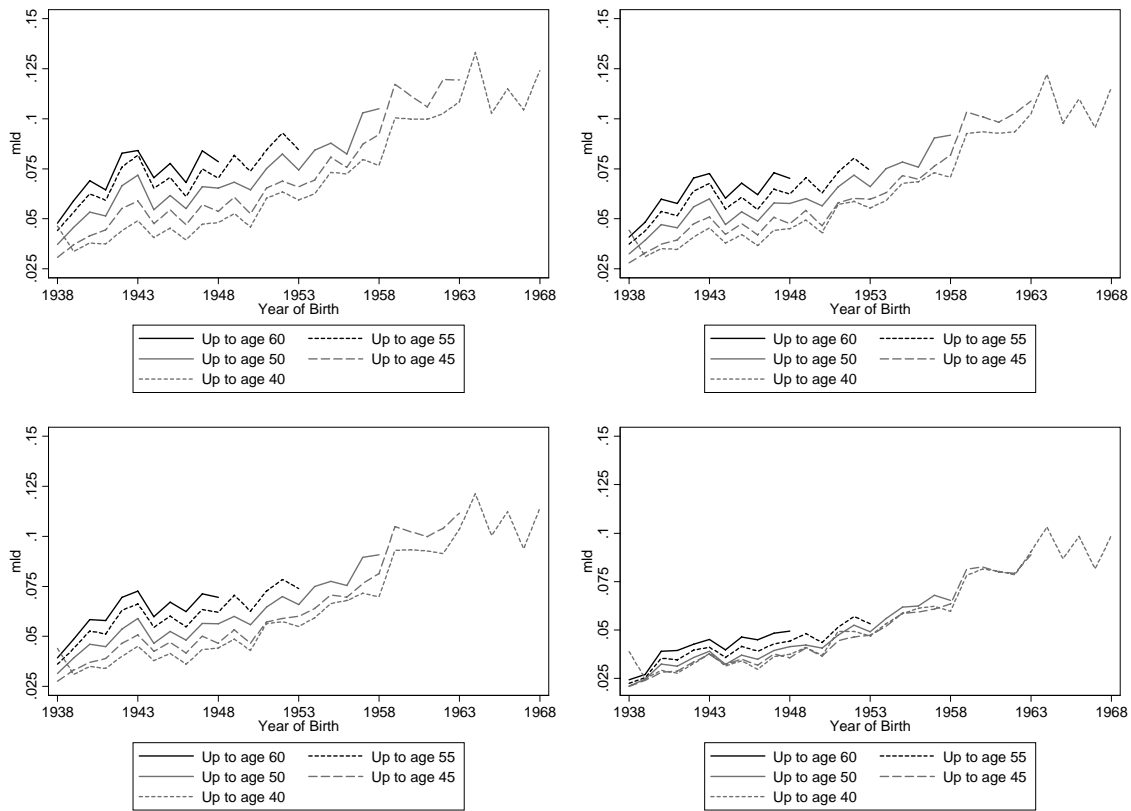 .15
.125
.1
.075
.05
.025
mld
1938 1943 1948 1953 1958 1963 1968
Year of Birth
Up to age 60 Up to age 55
Up to age 50 Up to age 45
Up to age 40
.15
.125
.1
.075
.05
.025
mld
1938 1943 1948 1953 1958 1963 1968
Year of Birth
Up to age 60 Up to age 55
Up to age 50 Up to age 45
Up to age 40
.15
.125
.1
.075
.05
.025
mld
1938 1943 1948 1953 1958 1963 1968
Year of Birth
Up to age 60 Up to age 55
Up to age 50 Up to age 45
Up to age 40
.15
.125
.1
.075
.05
.025
mld
1938 1943 1948 1953 1958 1963 1968
Year of Birth
Up to age 60 Up to age 55
Up to age 50 Up to age 45
Up to age 40